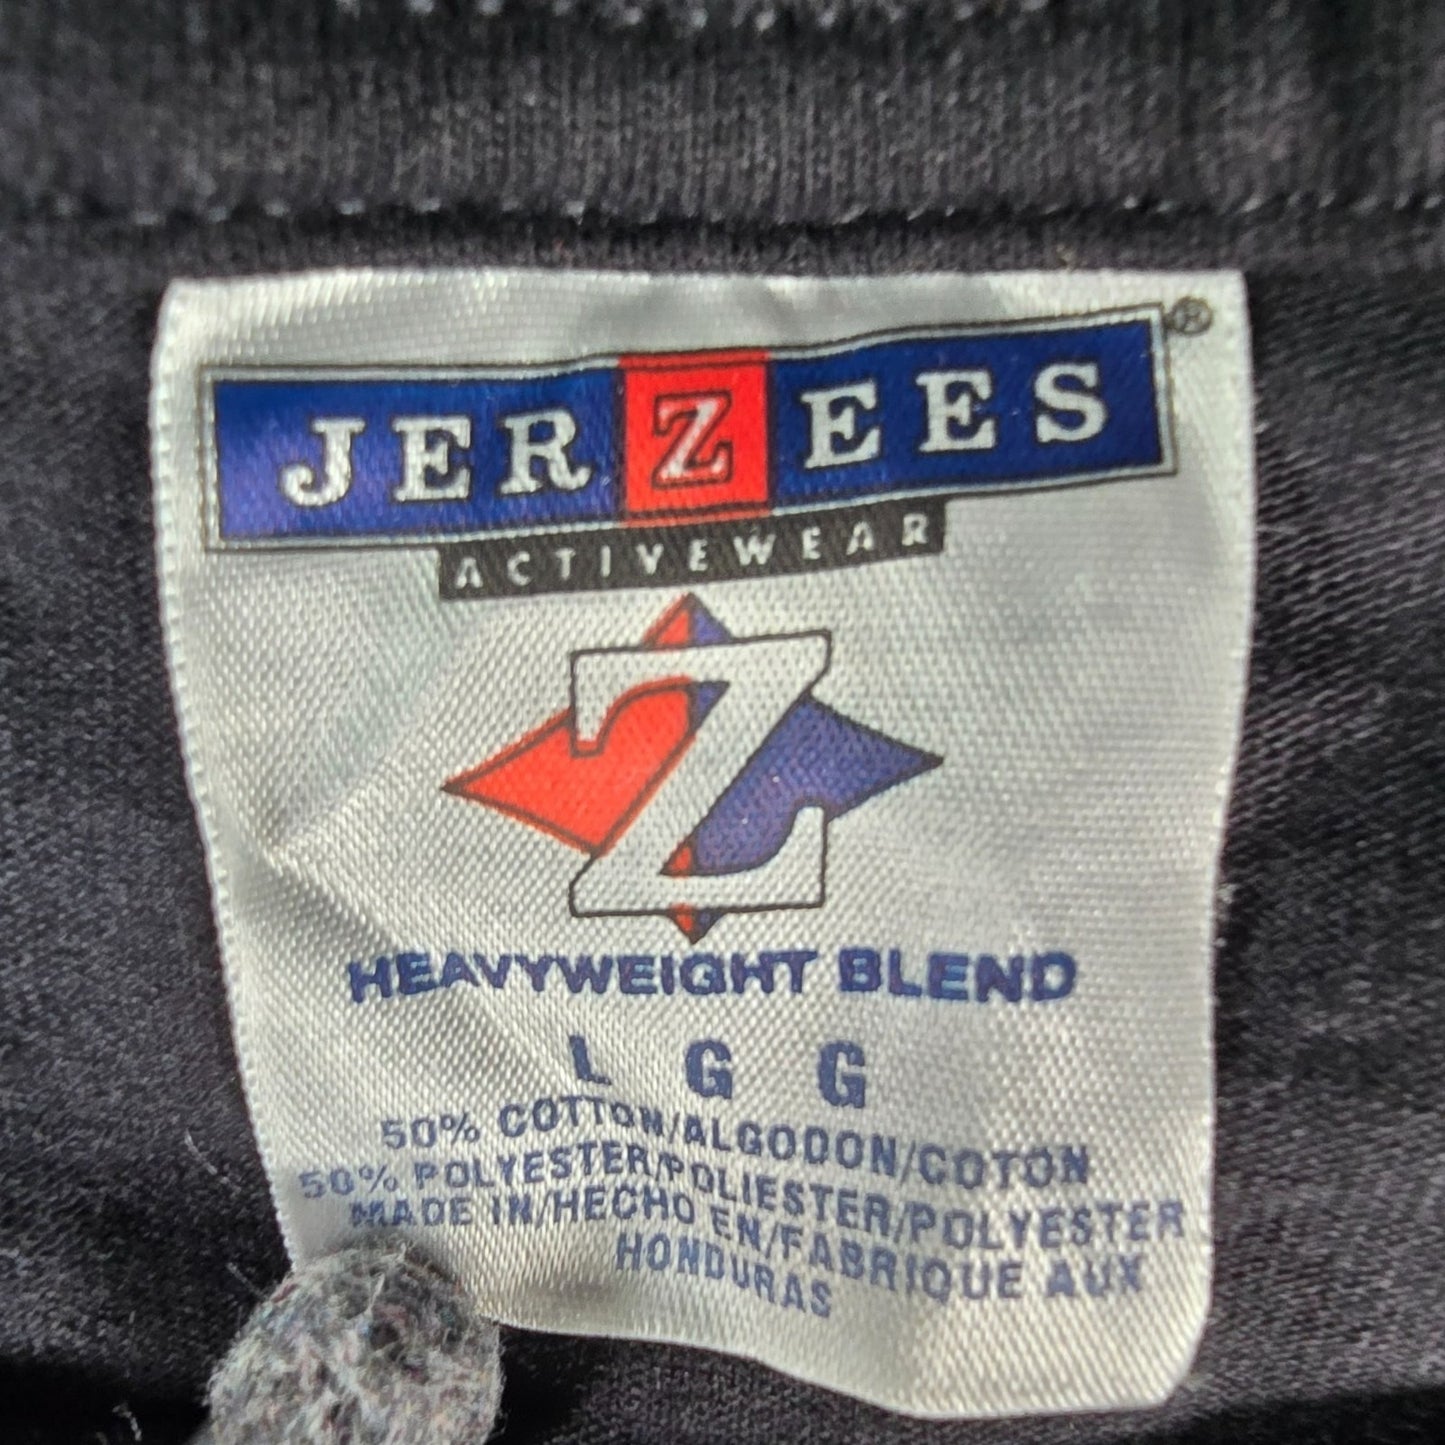 JERZEES®
ACTIVEWEAR
Z
HEAVYWEIGHT BLEND
L G G
50% COTTON/ALGODON/COTON
50% POLYESTER/POLIESTER/POLYESTER
MADE IN/HECHO EN/FABRIQUE AUX
HONDURAS